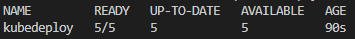 NAME READY UP-TO-DATE AVAILABLE AGE
kubedeploy 5/5 5 5 90s